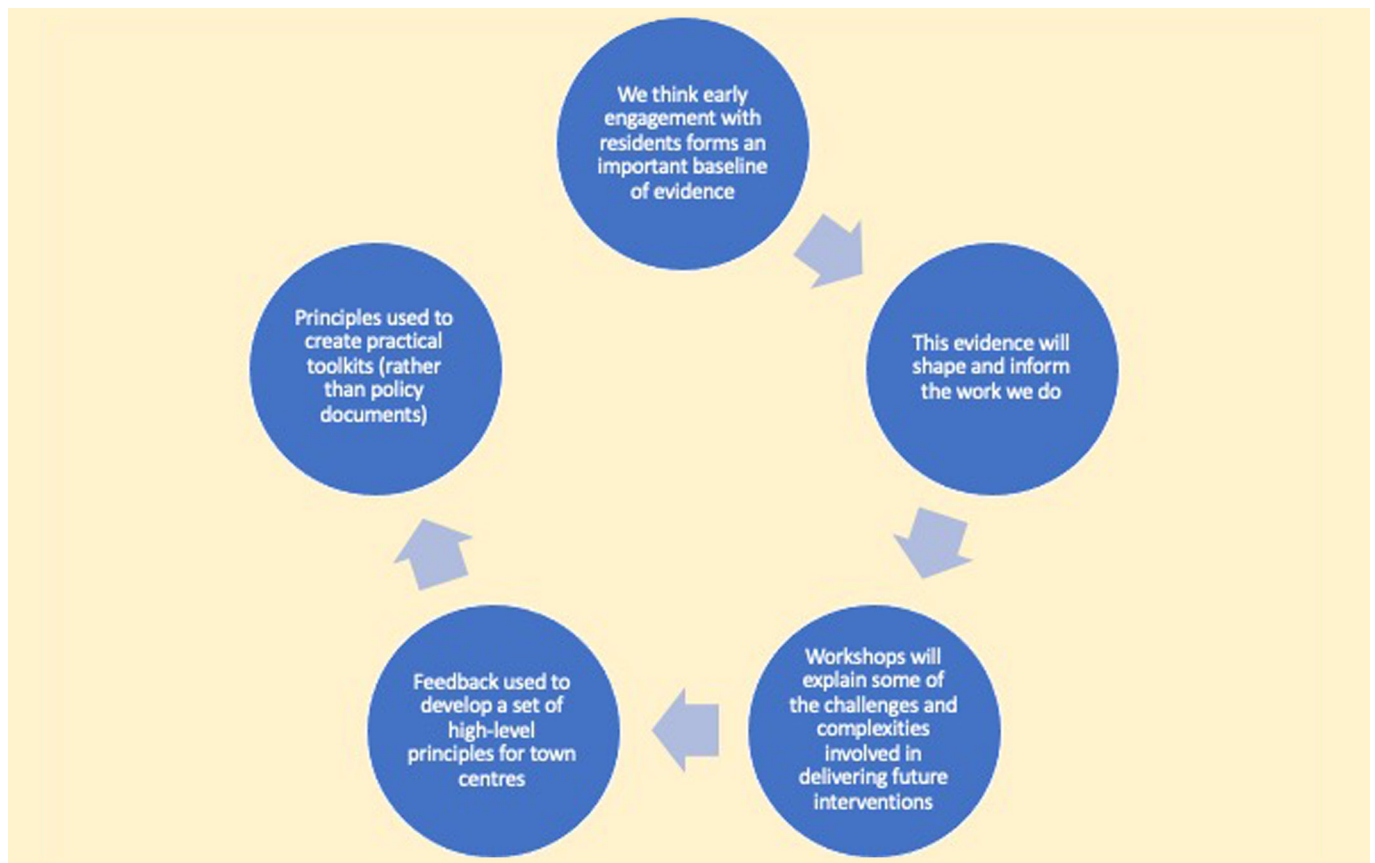 We think early
engagement with
residents forms an
important baseline
of evidence
This evidence will
shape and inform
the work we do
Workshops will
explain some of
the challenges and
complexities
involved in
delivering future
interventions
Feedback used to
develop a set of
high-level
principles for town
centres
Principles used to
create practical
toolkits (rather
than policy
documents)